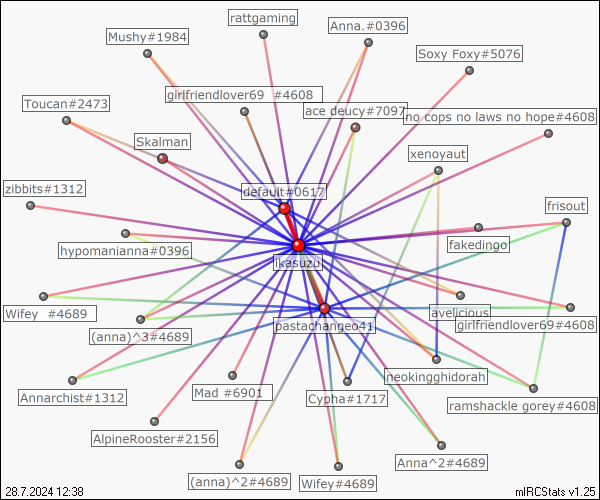 rattgaming
Anna.#0396
Mushy#1984
Soxy Foxy#5076
girlfriendlover69 #4608
Toucan#2473
ace deucy#7097
no cops no laws no hope#4608
Skalman
xenoyaut
default#0617
zibbits#1312
frisout
hypomanianna#0396
fakedingo
ikasuzu
Wifey #4689
avelicious
girlfriendlover69#4608
(anna)^3#4689
pastachangeo41
neokingghidorah
Annarchist#1312
Mad #6901
Cypha#1717
ramshackle gorey#4608
AlpineRooster#2156
Anna^2#4689
(anna)^2#4689
Wifey#4689
28.7.2024 12:38
mIRCStats v1.25